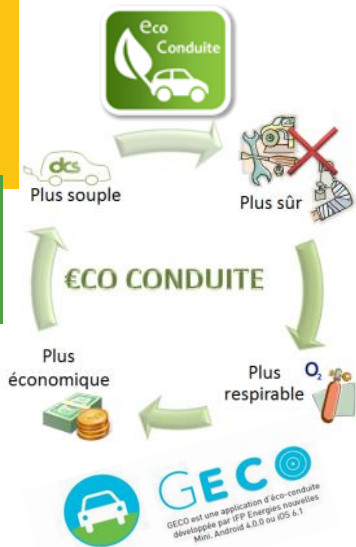 eco
Conduite
dcs
Plus souple
Plus sûr
€CO CONDUITE
Plus
économique
Plus
respirable
O₂
GECO
GECO est une application d'éco-conduite
développée par IFP Energies nouvelles
Mini. Android 4.0.0 ou iOS 6.1